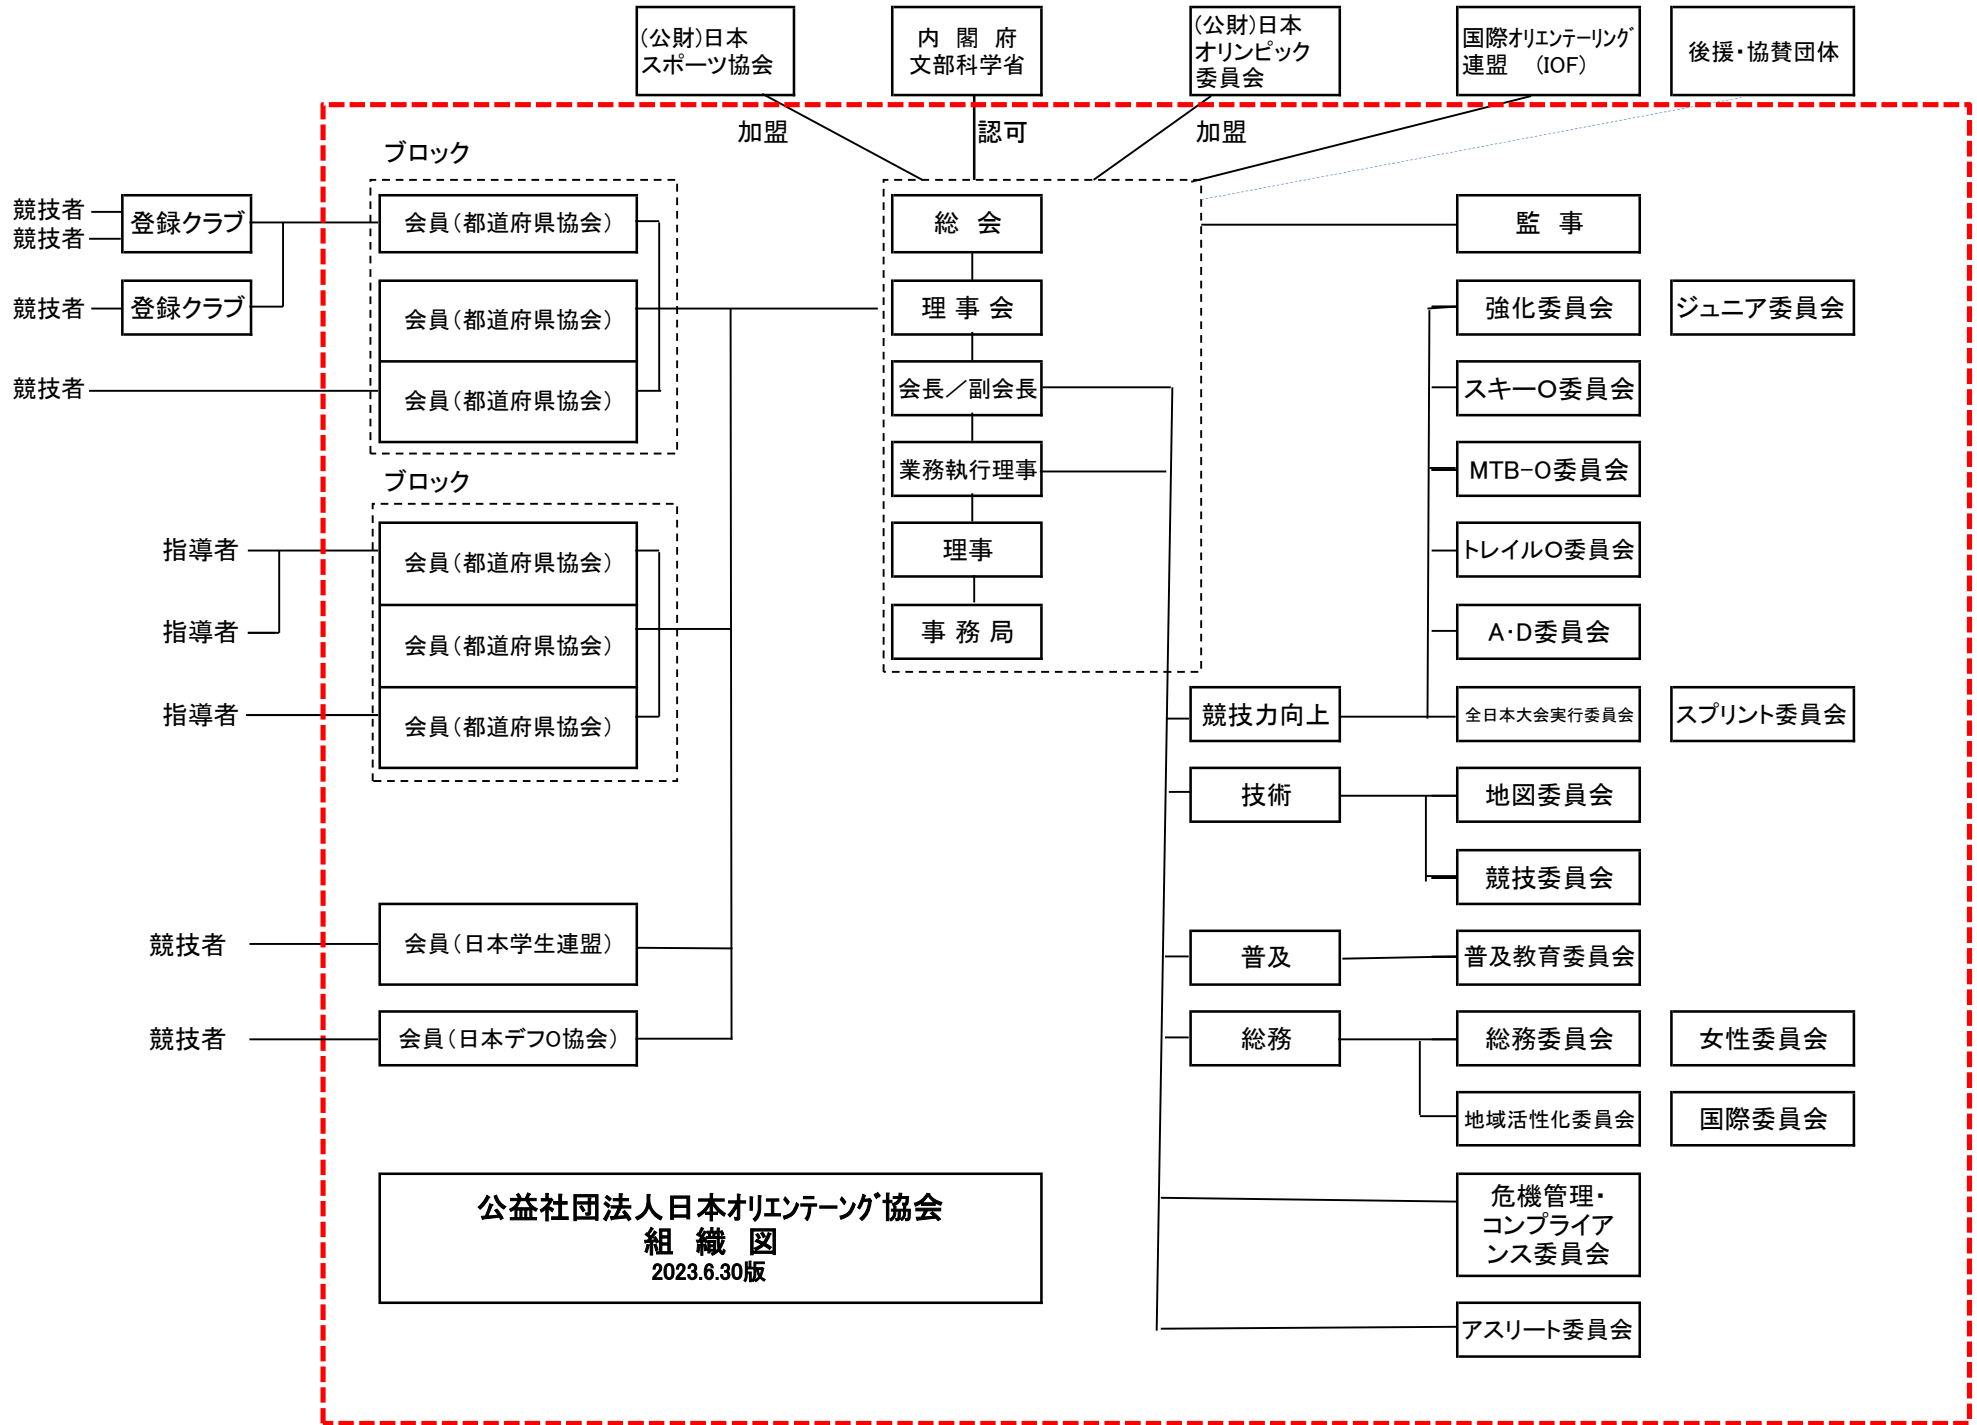 (公財)日本
スポーツ協会
内 閣 府
文部科学省
(公財)日本
オリンピック
委員会
国際オリエンテーリング
連盟 (IOF)
後援・協賛団体
加盟
認可
加盟
ブロック
競技者
競技者
登録クラブ
会員(都道府県協会)
総 会
監 事
競技者
登録クラブ
会員(都道府県協会)
理 事 会
強化委員会
ジュニア委員会
競技者
会員(都道府県協会)
会長/副会長
スキーO委員会
ブロック
業務執行理事
MTB-O委員会
指導者
会員(都道府県協会)
理事
トレイルO委員会
指導者
会員(都道府県協会)
事 務 局
A・D委員会
指導者
会員(都道府県協会)
競技力向上
全日本大会実行委員会
スプリント委員会
技術
地図委員会
競技委員会
競技者
会員(日本学生連盟)
普及
普及教育委員会
競技者
会員(日本デフO協会)
総務
総務委員会
女性委員会
地域活性化委員会
国際委員会
公益社団法人日本オリエンテーング協会
組 織 図
2023.6.30版
危機管理・
コンプライア
ンス委員会
アスリート委員会